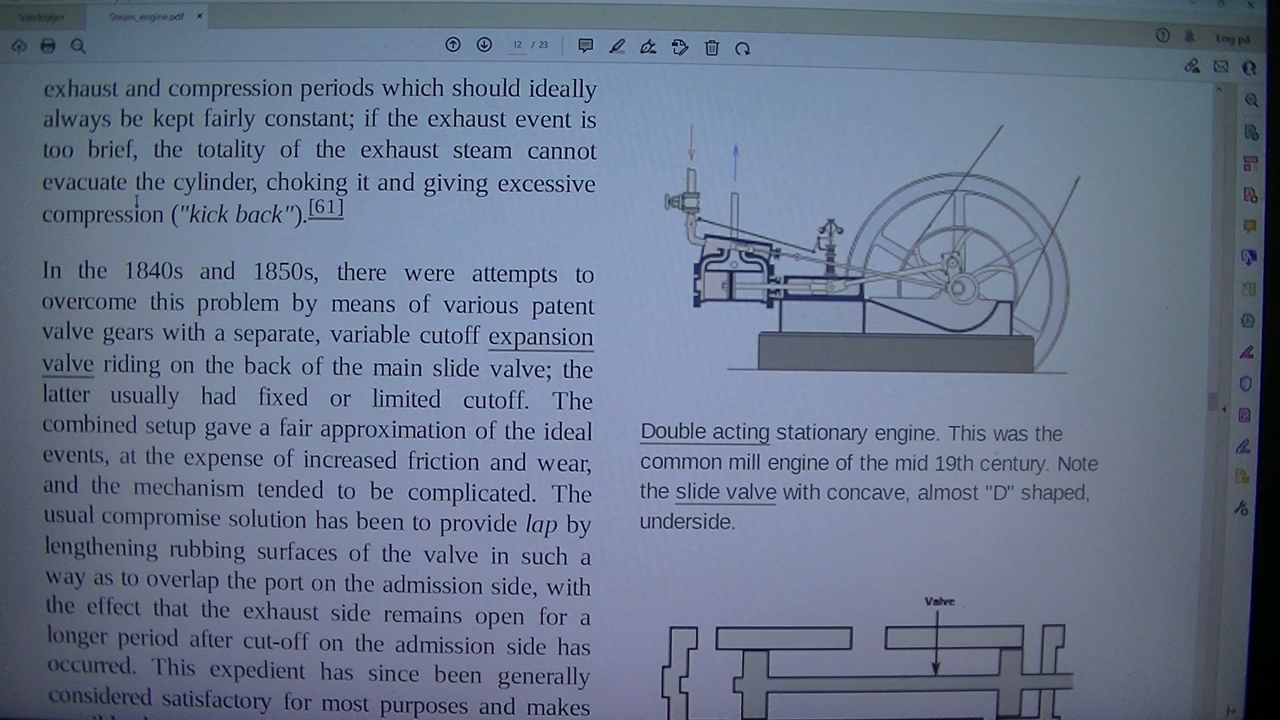 Værktøjer
Steam_engine.pdf ×
12 / 23
Log på
exhaust and compression periods which should ideally
always be kept fairly constant; if the exhaust event is
too brief, the totality of the exhaust steam cannot
evacuate the cylinder, choking it and giving excessive
compression ("kick back").[61]
In the 1840s and 1850s, there were attempts to
overcome this problem by means of various patent
valve gears with a separate, variable cutoff expansion
valve riding on the back of the main slide valve; the
latter usually had fixed or limited cutoff. The
combined setup gave a fair approximation of the ideal
events, at the expense of increased friction and wear,
and the mechanism tended to be complicated. The
usual compromise solution has been to provide lap by
lengthening rubbing surfaces of the valve in such a
way as to overlap the port on the admission side, with
the effect that the exhaust side remains open for a
longer period after cut-off on the admission side has
occurred. This expedient has since been generally
considered satisfactory for most purposes and makes
Double acting stationary engine. This was the
common mill engine of the mid 19th century. Note
the slide valve with concave, almost "D" shaped,
underside.
Valve